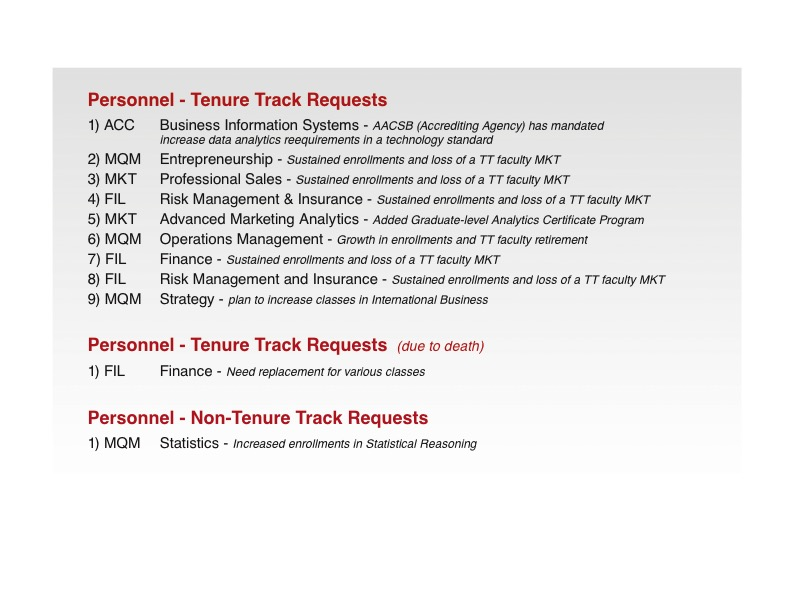 Personnel - Tenure Track Requests
1) ACC Business Information Systems - AACSB (Accrediting Agency) has mandated
increase data analytics reequirements in a technology standard
2) MQM Entrepreneurship - Sustained enrollments and loss of a TT faculty MKT
3) MKT Professional Sales - Sustained enrollments and loss of a TT faculty MKT
4) FIL Risk Management & Insurance - Sustained enrollments and loss of a TT faculty MKT
5) MKT Advanced Marketing Analytics - Added Graduate-level Analytics Certificate Program
6) MQM Operations Management - Growth in enrollments and TT faculty retirement
7) FIL Finance - Sustained enrollments and loss of a TT faculty MKT
8) FIL Risk Management and Insurance - Sustained enrollments and loss of a TT faculty MKT
9) MQM Strategy - plan to increase classes in International Business
Personnel - Tenure Track Requests (due to death)
1) FIL Finance - Need replacement for various classes
Personnel - Non-Tenure Track Requests
1) MQM Statistics - Increased enrollments in Statistical Reasoning